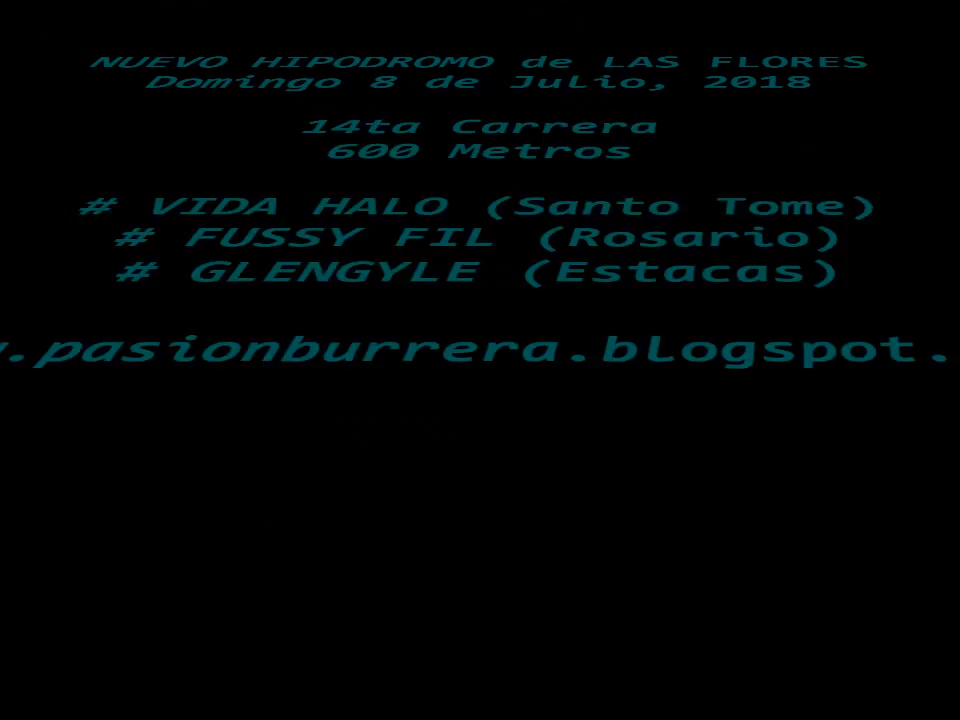 NUEVO HIPODROMO de LAS FLORES
Domingo 8 de Julio, 2018
14ta Carrera
600 Metros
# VIDA HALO (Santo Tome)
# FUSSY FIL (Rosario)
# GLENGYLE (Estacas)
.pasionburrera.blogspot.